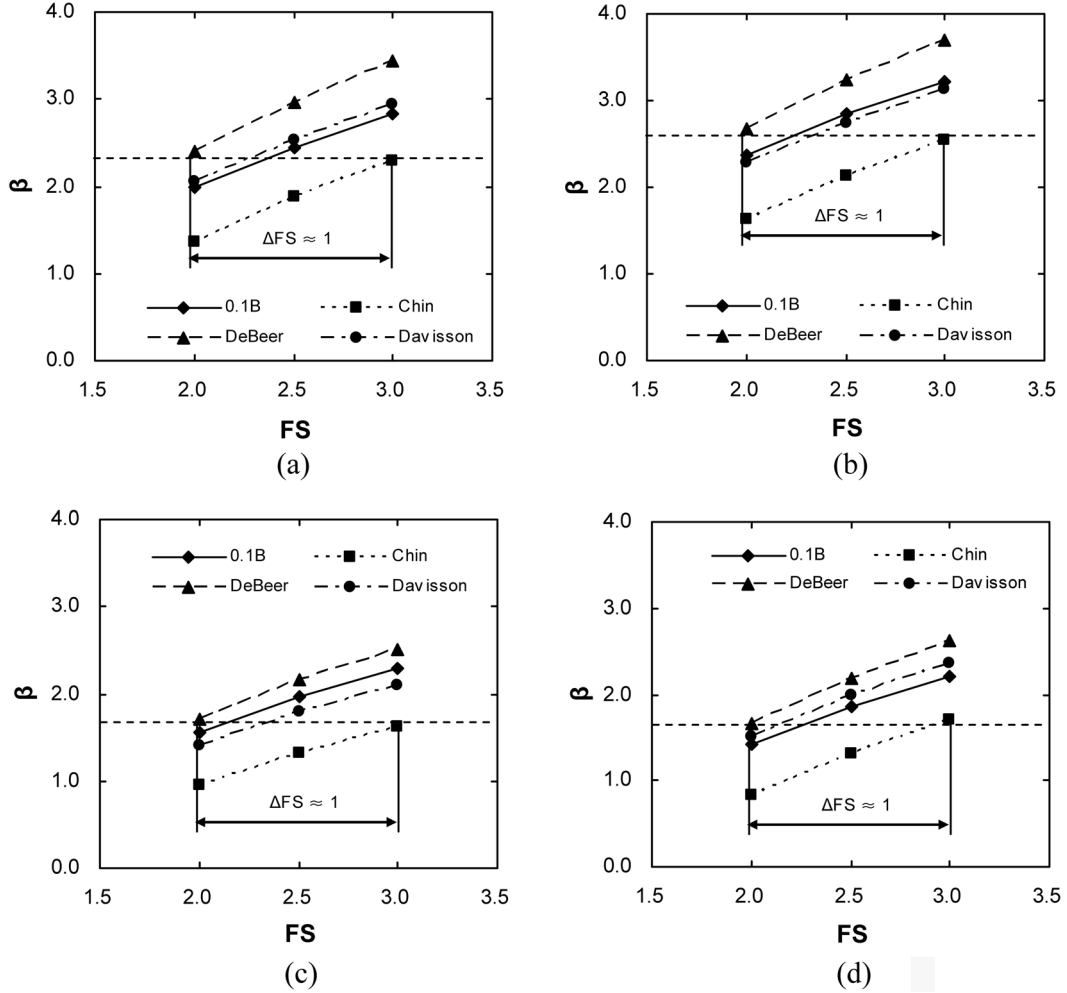 4.0 3.0 2.0 1.0 0.0
β
ΔFS ≈ 1
0.1B Chin
DeBeer Davisson
1.5 2.0 2.5 3.0 3.5
FS
(a)
4.0 3.0 2.0 1.0 0.0
β
ΔFS ≈ 1
0.1B Chin
DeBeer Davisson
1.5 2.0 2.5 3.0 3.5
FS
(b)
4.0 3.0 2.0 1.0 0.0
β
0.1B Chin
DeBeer Davisson
ΔFS ≈ 1
1.5 2.0 2.5 3.0 3.5
FS
(c)
4.0 3.0 2.0 1.0 0.0
β
0.1B Chin
DeBeer Davisson
ΔFS ≈ 1
1.5 2.0 2.5 3.0 3.5
FS
(d)